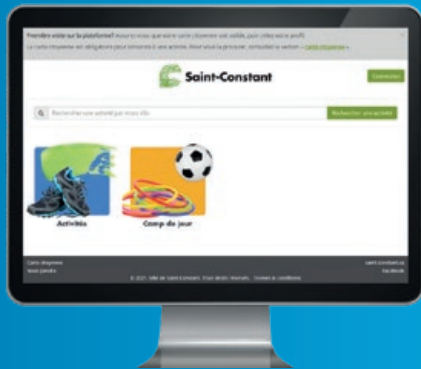 Première visite sur la plateforme? Assurez-vous que votre carte citoyenne soit valide, puis créez votre profil.
La carte citoyenne est obligatoire pour s'inscrire à une activité. Pour vous la procurer, consultez la section « Carte citoyenne ».
Saint-Constant
Connexion
Rechercher une activité par mots clés
Rechercher une activité
Activités
Camp de jour
Carte citoyenne
saint-constant.ca
Nous joindre
Facebook
© 2021. Ville de Saint-Constant. Tous droits réservés.